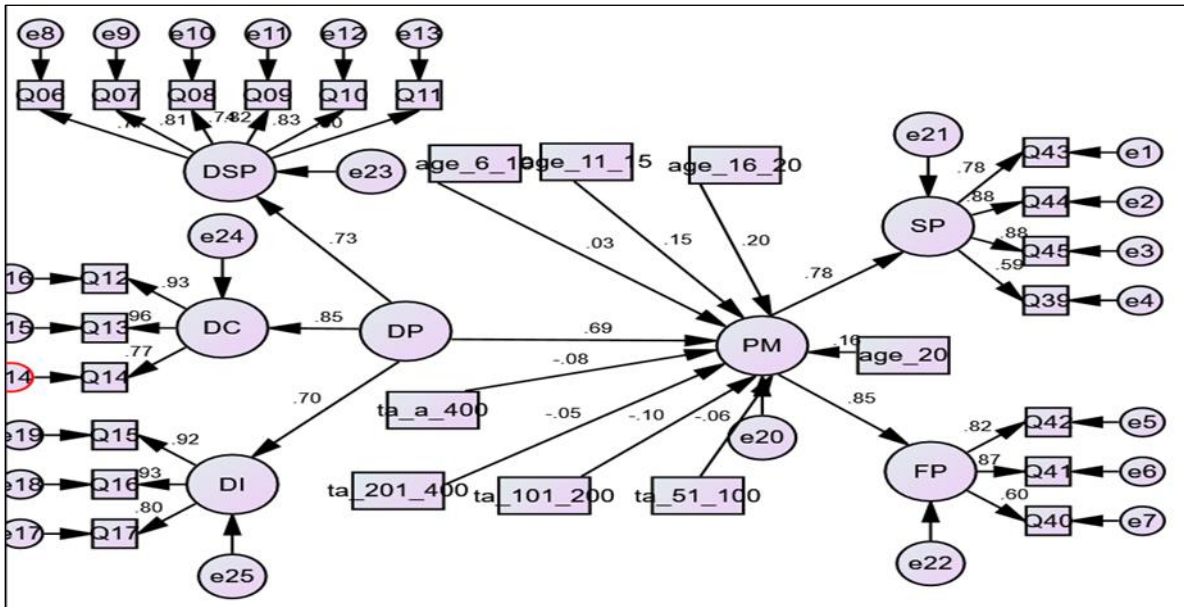 e8 e9 e10 e11 e12 e13
Q06 Q07 Q08 Q09 Q10 Q11
.81 .82 .83
DSP
e23
e24
.73
Q12
.93
Q13
.96
DC
.85
DP
Q14
.77
.70
e19 Q15
.92
e18 Q16
.93
DI
e17 Q17
.80
e25
age_11_15
age_16_20
.03
.15
.20
.69
PM
.16
age_20
-.08
ta_a_400
-.05
-.10
-.06
e20
ta_201_400
ta_101_200
ta_51_100
.78
.85
e21
SP
.78
Q43 e1
.88
Q44 e2
.88
Q45 e3
.59
Q39 e4
FP
.82
Q42 e5
.87
Q41 e6
.60
Q40 e7
e22